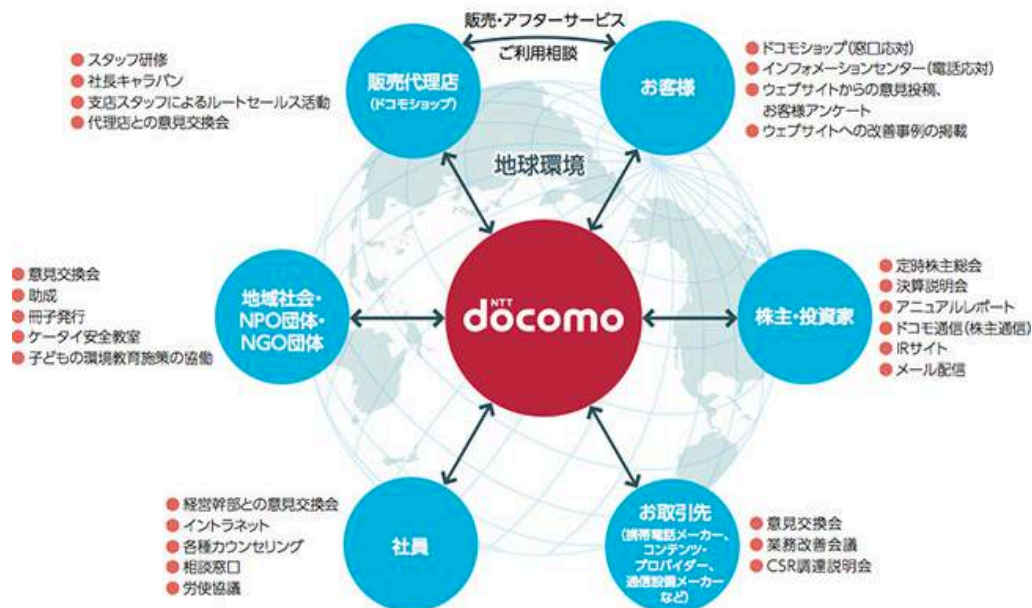 販売・アフターサービス
ご利用相談
● スタッフ研修
● 社長キャラバン
● 支店スタッフによるルートセールス活動
● 代理店との意見交換会
販売代理店
(ドコモショップ)
お客様
● ドコモショップ(窓口応対)
● インフォメーションセンター(電話応対)
● ウェブサイトからの意見投稿、
お客様アンケート
● ウェブサイトへの改善事例の掲載
地球環境
● 意見交換会
● 助成
● 冊子発行
● ケータイ安全教室
● 子どもの環境教育施策の協働
地域社会・
NPO団体・
NGO団体
NTT
docomo
株主・投資家
● 定時株主総会
● 決算説明会
● アニュアルレポート
● ドコモ通信(株主通信)
● IRサイト
● メール配信
● 経営幹部との意見交換会
● イントラネット
● 各種カウンセリング
● 相談窓口
● 労使協議
社員
お取引先
(携帯電話メーカー、
コンテンツ・
プロバイダー、
通信設備メーカー
など)
● 意見交換会
● 業務改善会議
● CSR調達説明会